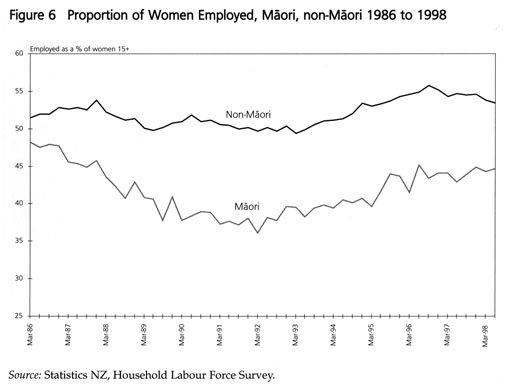 Figure 6 Proportion of Women Employed, Māori, non-Māori 1986 to 1998
Employed as a % of women 15+
60
55
50
45
40
35
30
25
Non-Māori
Māori
Mar-86
Mar-87
Mar-88
Mar-89
Mar-90
Mar-91
Mar-92
Mar-93
Mar-94
Mar-95
Mar-96
Mar-97
Mar-98
Source: Statistics NZ, Household Labour Force Survey.